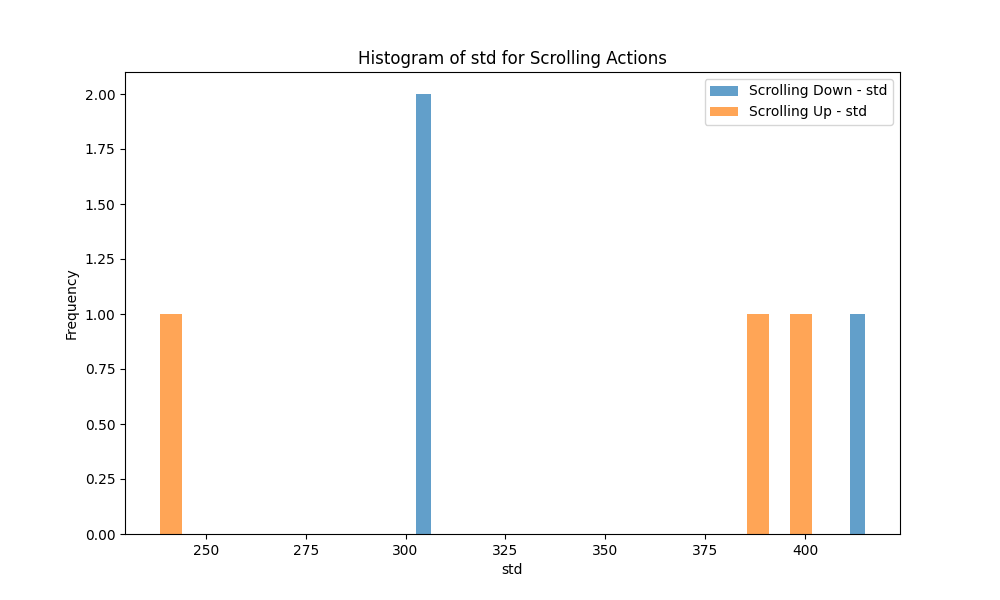 Histogram of std for Scrolling Actions
Scrolling Down - std
Scrolling Up - std
Frequency
2.00
1.75
1.50
1.25
1.00
0.75
0.50
0.25
0.00
250 275 300 325 350 375 400
std